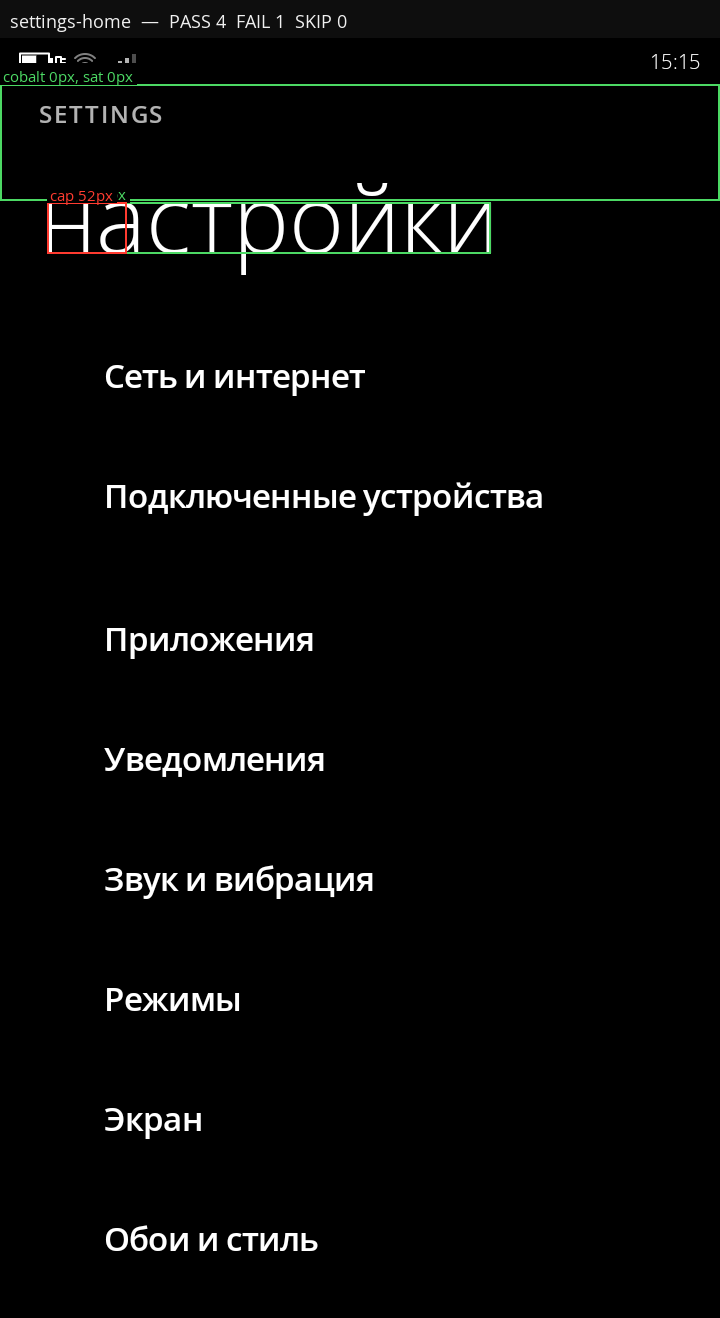 settings-home — PASS 4 FAIL 1 SKIP 0
15:15
cobalt 0px, sat 0px
SETTINGS
cap 52px x
настройки
Сеть и интернет
Подключенные устройства
Приложения
Уведомления
Звук и вибрация
Режимы
Экран
Обои и стиль